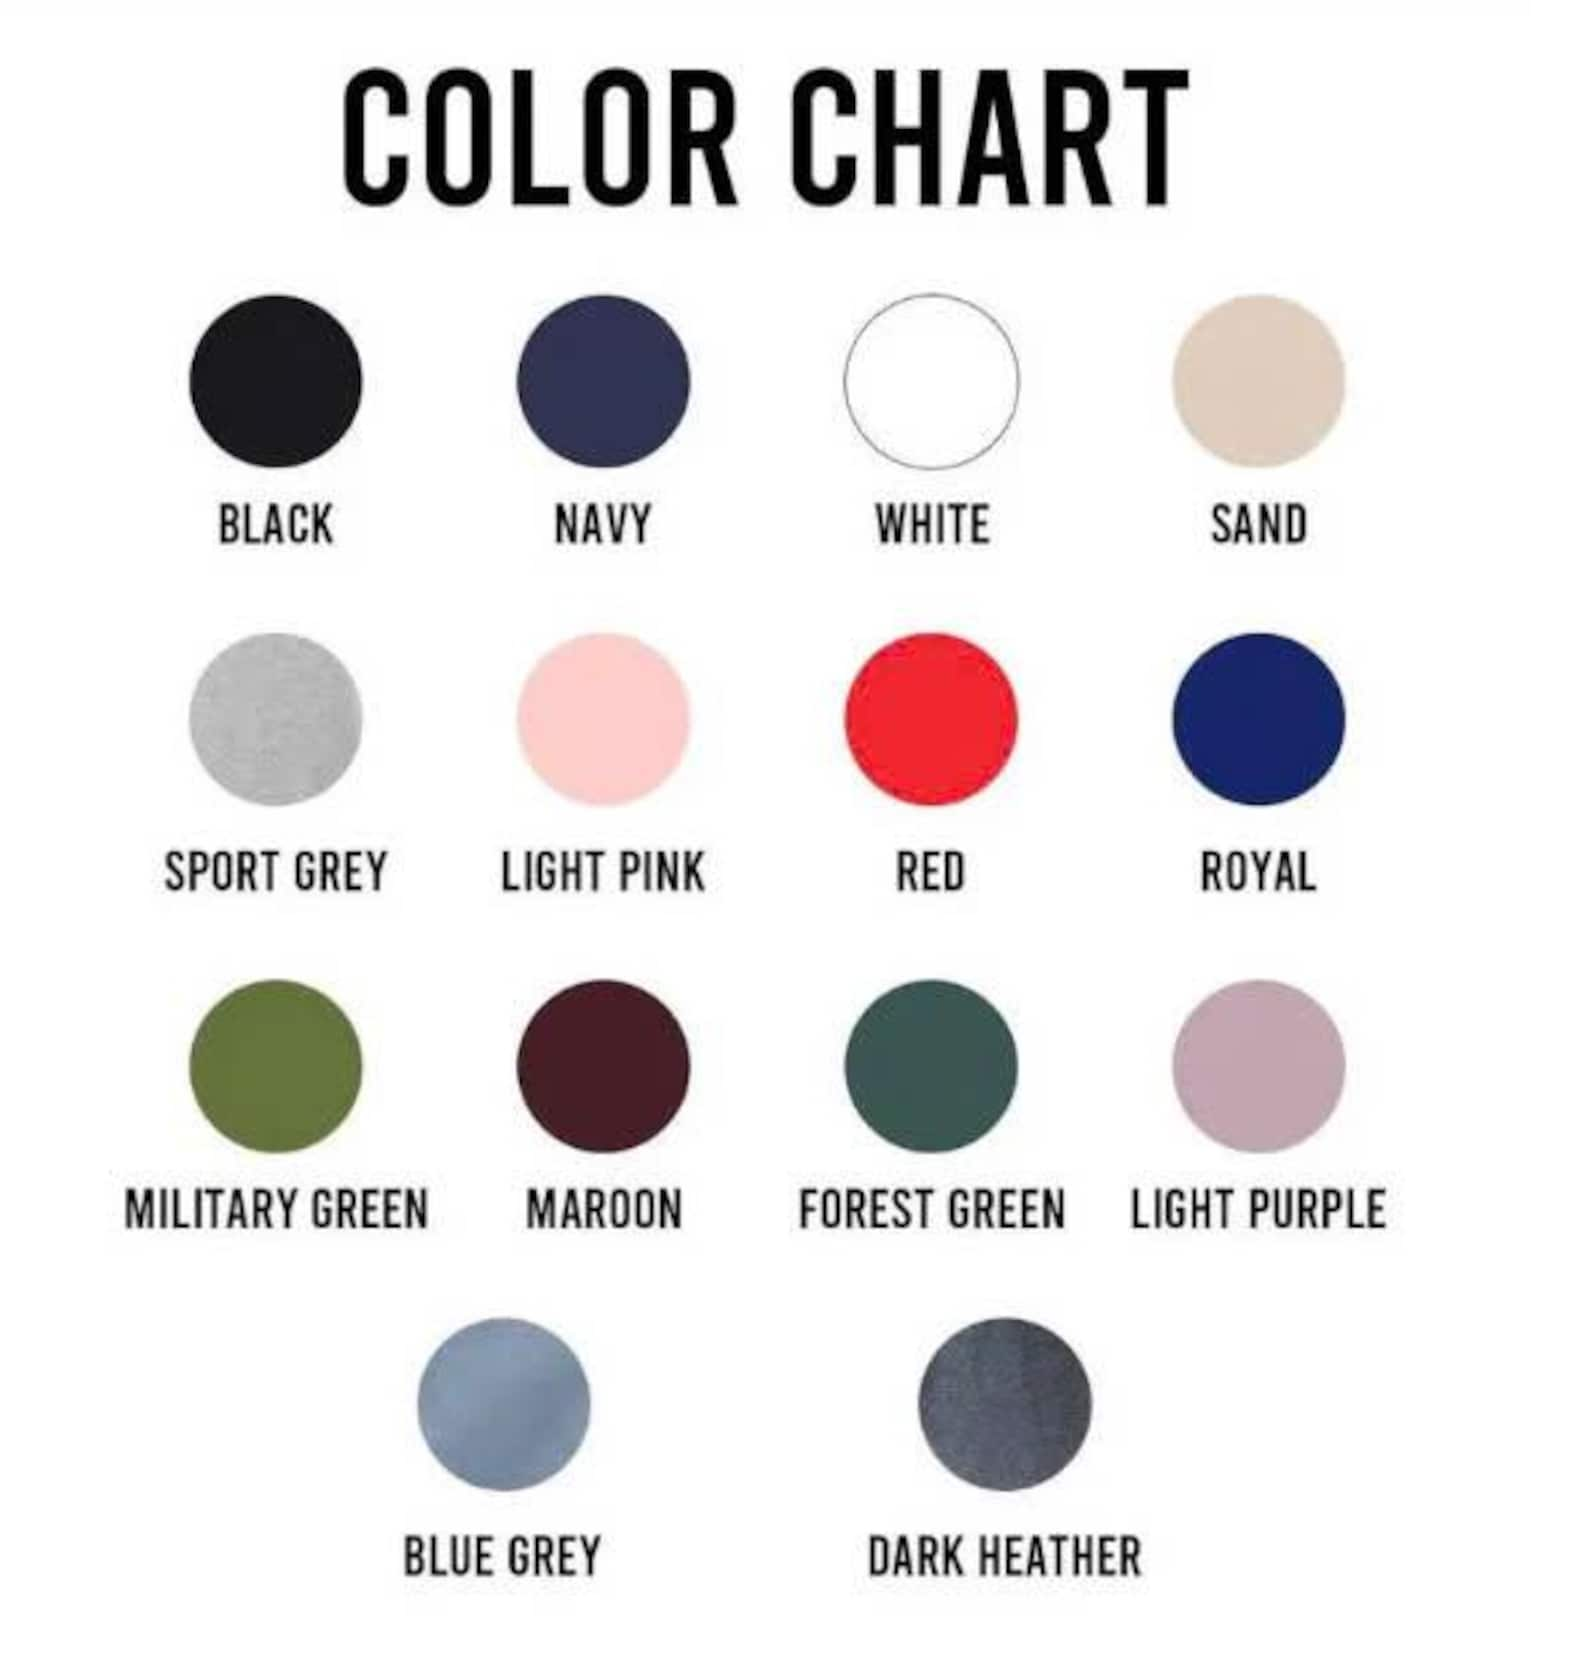 COLOR CHART
BLACK NAVY WHITE SAND
SPORT GREY LIGHT PINK RED ROYAL
MILITARY GREEN MAROON FOREST GREEN LIGHT PURPLE
BLUE GREY DARK HEATHER